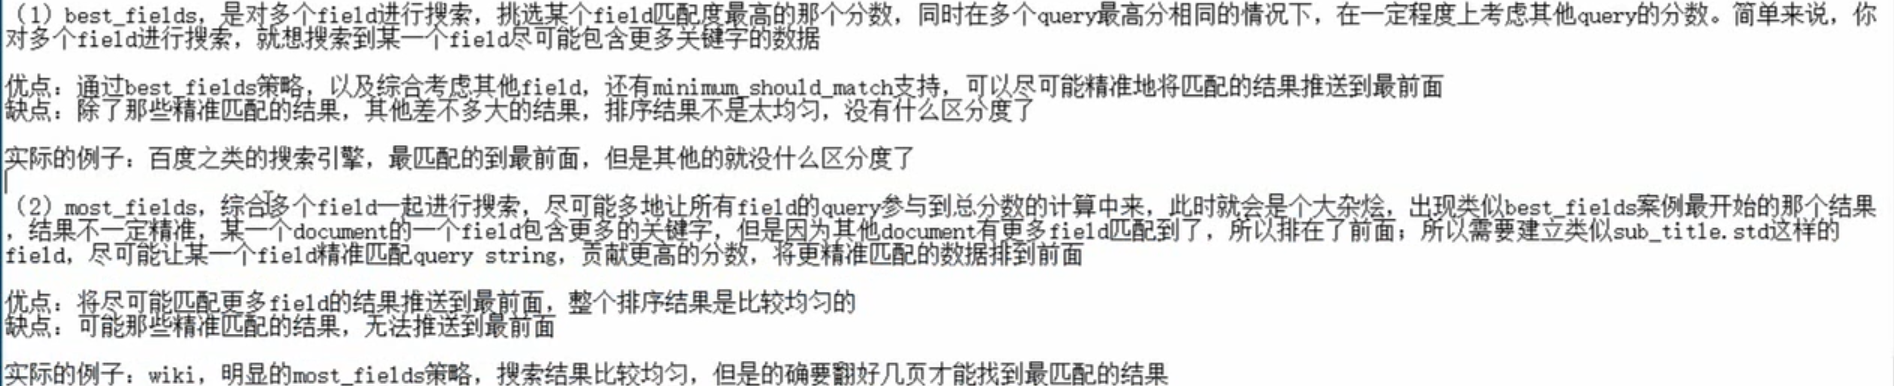 （1）best_fields，是对多个field进行搜索，挑选某个field匹配度最高的那个分数，同时在多个query最高分相同的情况下，在一定程度上考虑其他query的分数。简单来说，你
对多个field进行搜索，就想搜索到某一个field尽可能包含更多关键字的数据
优点：通过best_fields策略，以及综合考虑其他field，还有minimum_should_match支持，可以尽可能精准地将匹配的结果推送到最前面
缺点：除了那些精准匹配的结果，其他差不多大的结果，排序结果不是太均匀，没有什么区分度了
实际的例子：百度之类的搜索引擎，最匹配的到最前面，但是其他的就没什么区分度了
（2）most_fields，综合多个field一起进行搜索，尽可能多地让所有field的query参与到总分数的计算中来，此时就会是个大杂烩，出现类似best_fields案例最开始的那个结果
，结果不一定精准，某一个document的一个field包含更多的关键字，但是因为其他document有更多field匹配到了，所以排在了前面；所以需要建立类似sub_title.std这样的
field，尽可能让某一个field精准匹配query string，贡献更高的分数，将更精准匹配的数据排到前面
优点：将尽可能匹配更多field的结果推送到最前面，整个排序结果是比较均匀的
缺点：可能那些精准匹配的结果，无法推送到最前面
实际的例子：wiki，明显的most_fields策略，搜索结果比较均匀，但是的确要翻好几页才能找到最匹配的结果